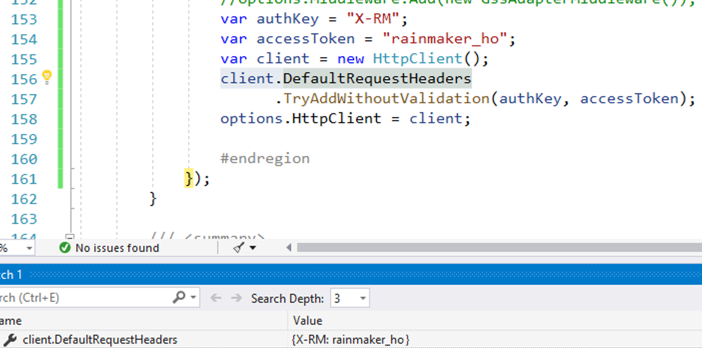 152 //options.Middleware.Add(new GssAdapterMiddleware());
153 var authKey = "X-RM";
154 var accessToken = "rainmaker_ho";
155 var client = new HttpClient();
156 client.DefaultRequestHeaders
157 .TryAddWithoutValidation(authKey, accessToken);
158 options.HttpClient = client;
159
160 #endregion
161 });
162 }
163
164 /// <summary>
% No issues found
tch 1
rch (Ctrl+E) Search Depth: 3
ame Value
client.DefaultRequestHeaders {X-RM: rainmaker_ho}